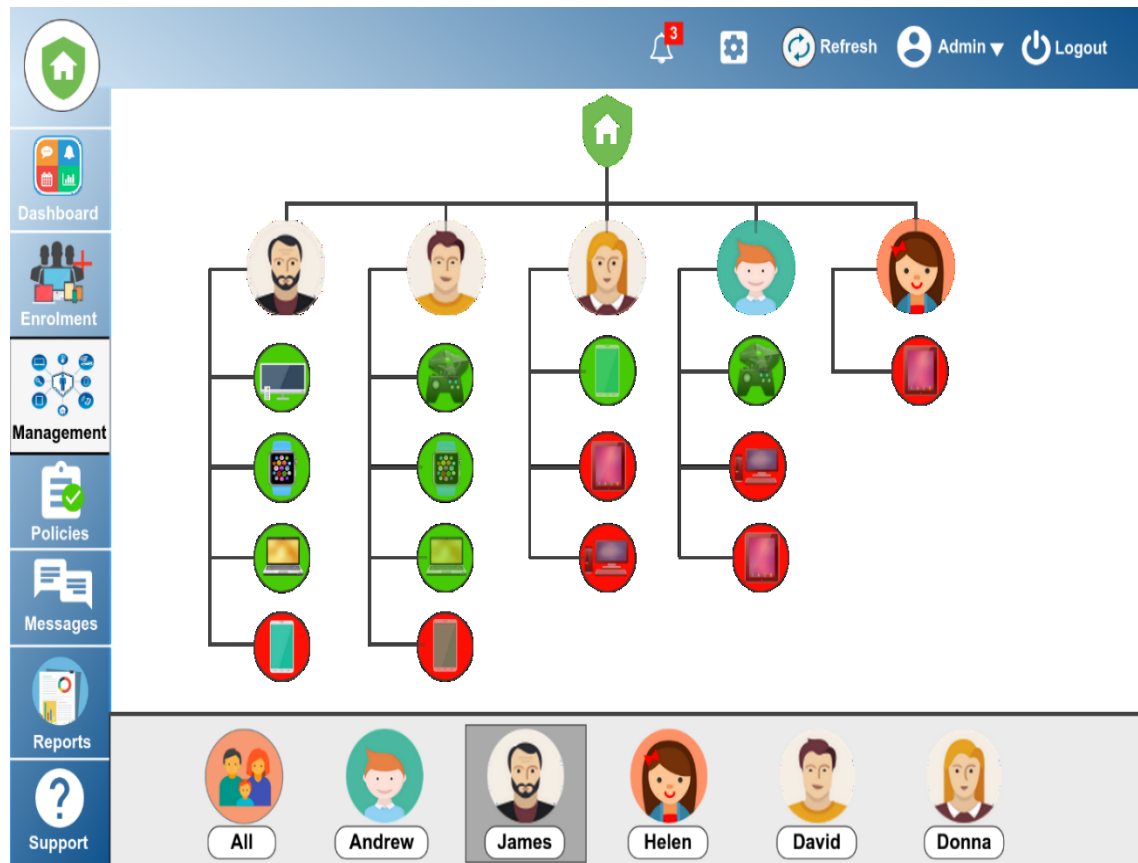 3
Refresh
Admin
Logout
Dashboard
Enrolment
Management
Policies
Messages
Reports
Support
All
Andrew
James
Helen
David
Donna